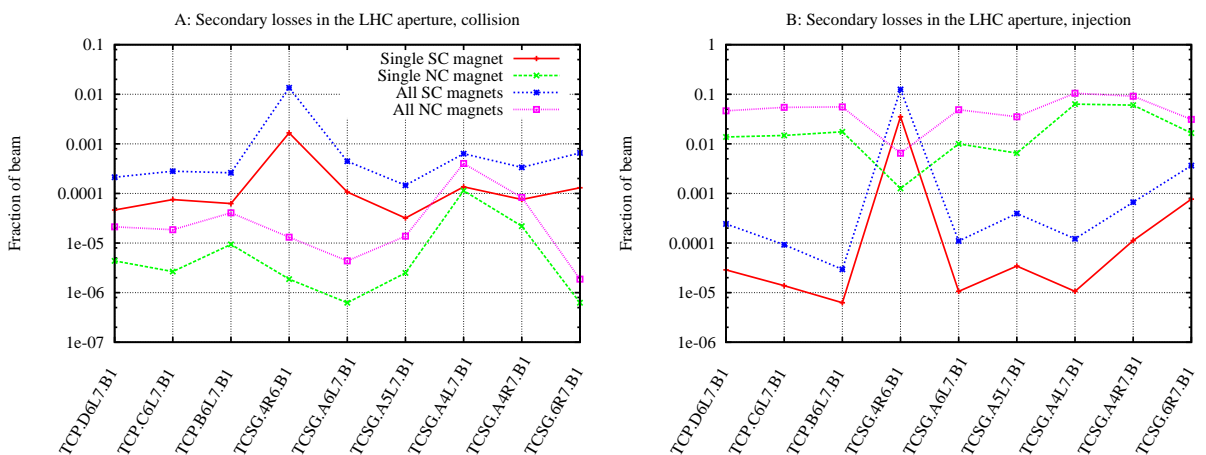 A: Secondary losses in the LHC aperture, collision
0.1
0.01
0.001
0.0001
1e-05
1e-06
1e-07
Fraction of beam
Single SC magnet
Single NC magnet
All SC magnets
All NC magnets
TCP.D6L7.B1
TCP.C6L7.B1
TCP.B6L7.B1
TCSG.4R6.B1
TCSG.A6L7.B1
TCSG.A5L7.B1
TCSG.A4L7.B1
TCSG.A4R7.B1
TCSG.6R7.B1
B: Secondary losses in the LHC aperture, injection
1
0.1
0.01
0.001
0.0001
1e-05
1e-06
Fraction of beam
TCP.D6L7.B1
TCP.C6L7.B1
TCP.B6L7.B1
TCSG.4R6.B1
TCSG.A6L7.B1
TCSG.A5L7.B1
TCSG.A4L7.B1
TCSG.A4R7.B1
TCSG.6R7.B1